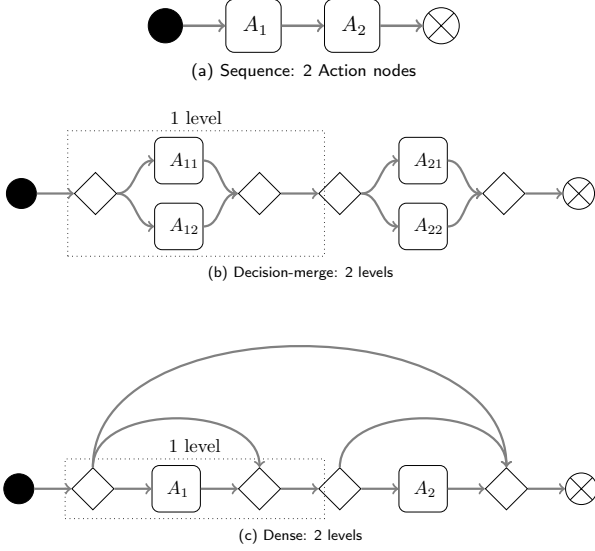 A1 A2
(a) Sequence: 2 Action nodes
1 level
A11 A21
A12 A22
(b) Decision-merge: 2 levels
1 level
A1 A2
(c) Dense: 2 levels